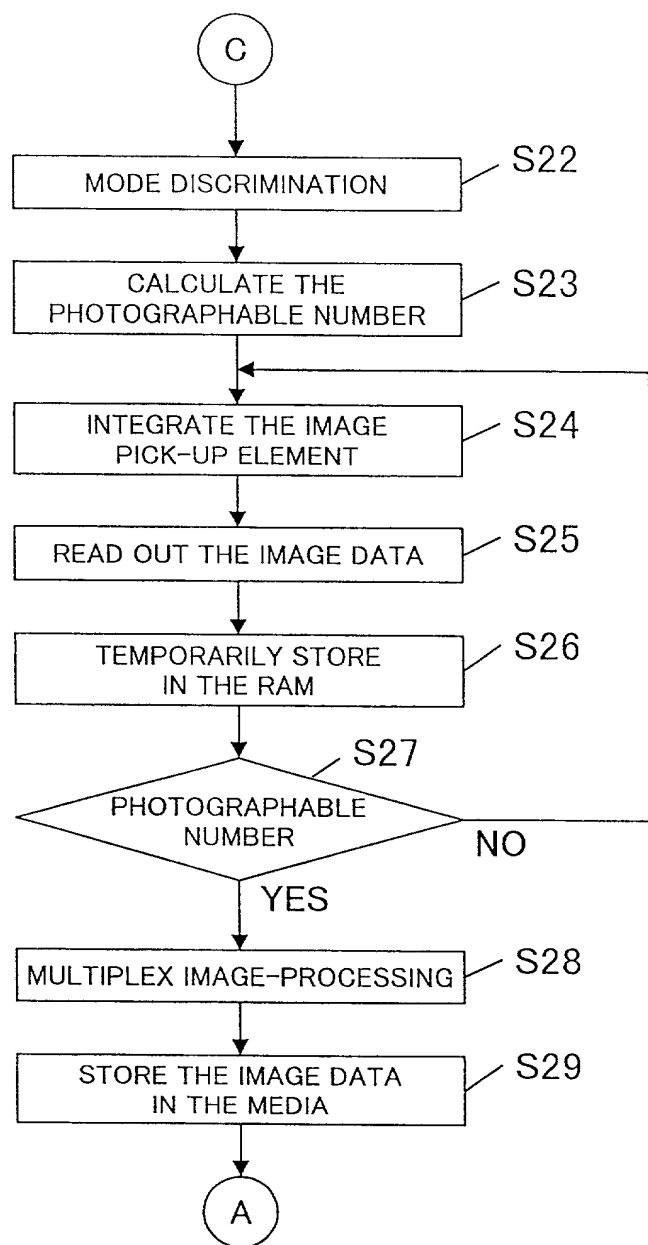 C
S22
MODE DISCRIMINATION
S23
CALCULATE THE
PHOTOGRAPHABLE NUMBER
S24
INTEGRATE THE IMAGE
PICK-UP ELEMENT
S25
READ OUT THE IMAGE DATA
S26
TEMPORARILY STORE
IN THE RAM
S27
PHOTOGRAPHABLE
NUMBER
NO
YES
S28
MULTIPLEX IMAGE-PROCESSING
S29
STORE THE IMAGE DATA
IN THE MEDIA
A